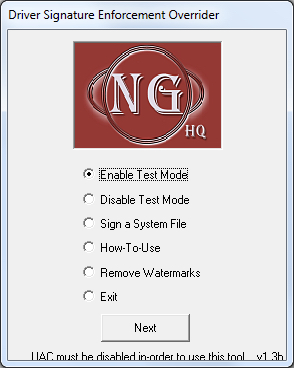 Driver Signature Enforcement Overrider
NG
HQ
Enable Test Mode
Disable Test Mode
Sign a System File
How-To-Use
Remove Watermarks
Exit
Next
UAC must be disabled in-order to use this tool v1.3b